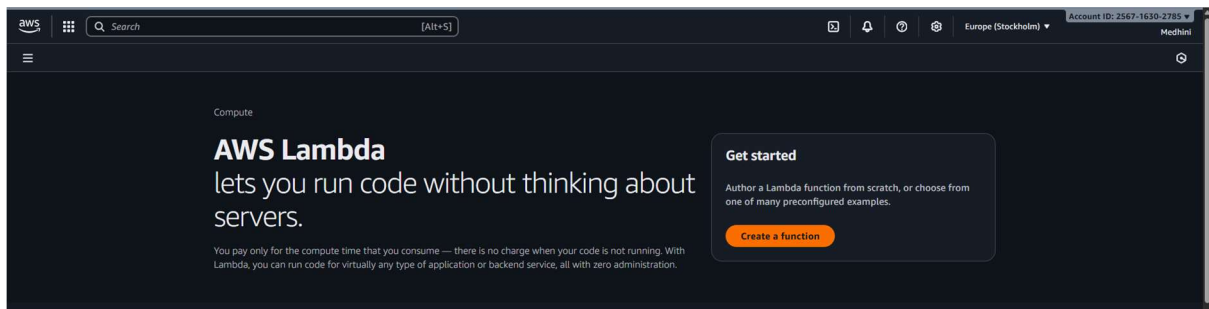 aws
Search [Alt+S]
Europe (Stockholm)
Account ID: 2567-1630-2785
Medhini
Compute
AWS Lambda
lets you run code without thinking about
servers.
You pay only for the compute time that you consume — there is no charge when your code is not running. With
Lambda, you can run code for virtually any type of application or backend service, all with zero administration.
Get started
Author a Lambda function from scratch, or choose from
one of many preconfigured examples.
Create a function